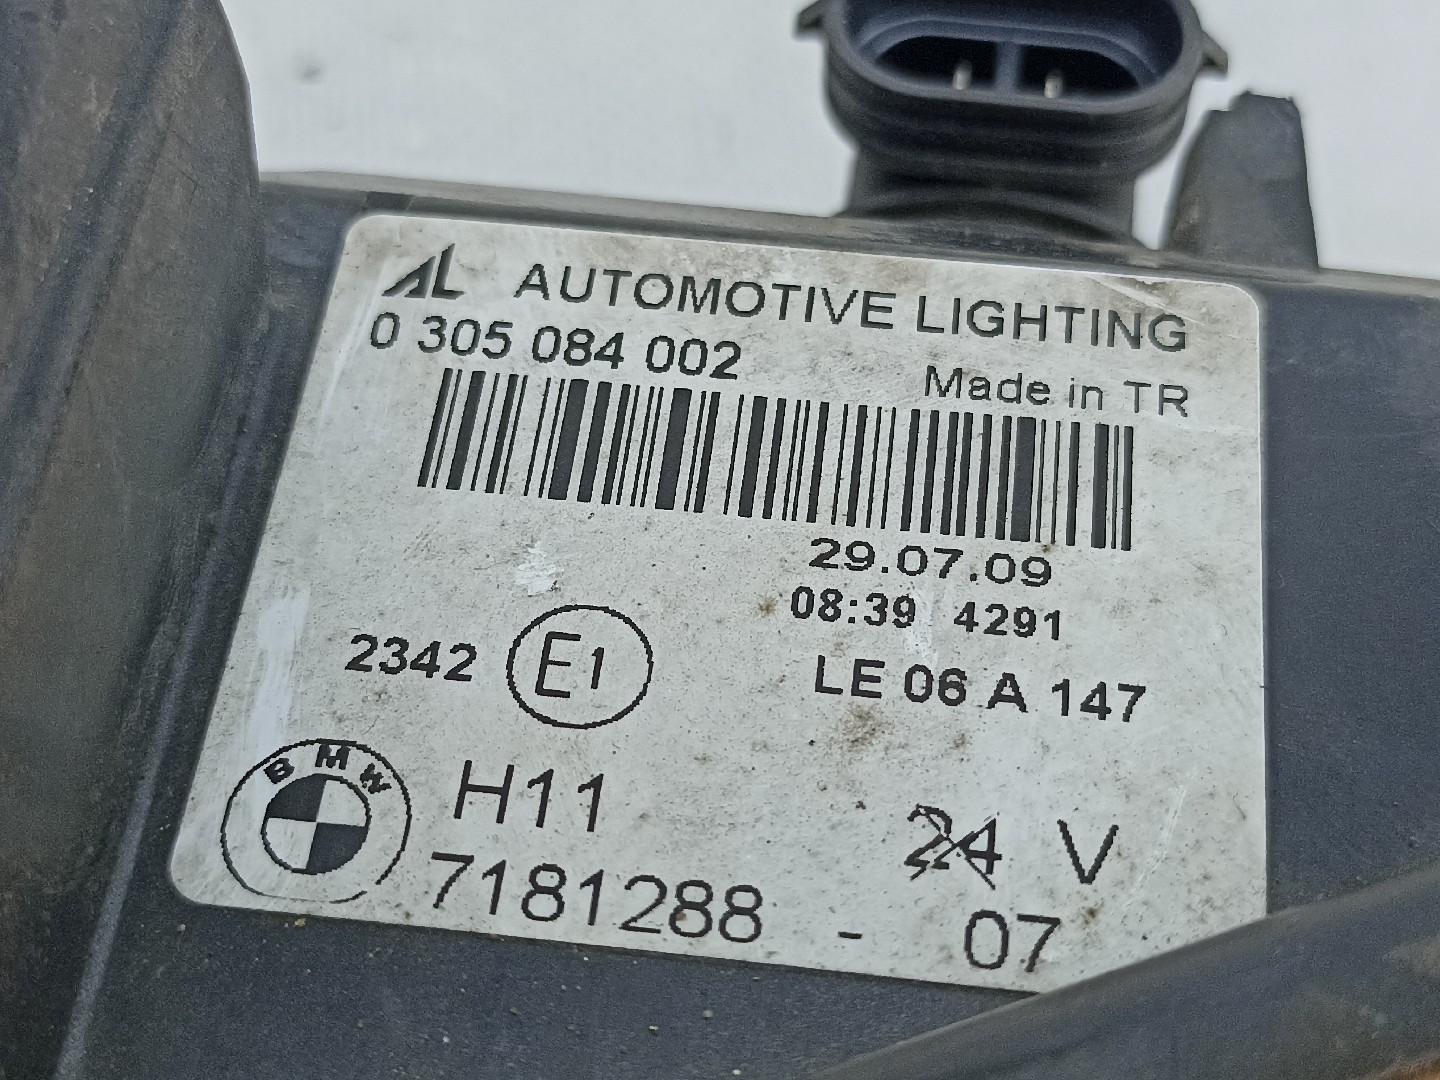 AL AUTOMOTIVE LIGHTING
0 305 084 002
Made in TR
29.07.09
08:39 4291
2342 E1
LE 06 A 147
BMW
H11
24 V
7181288 - 07